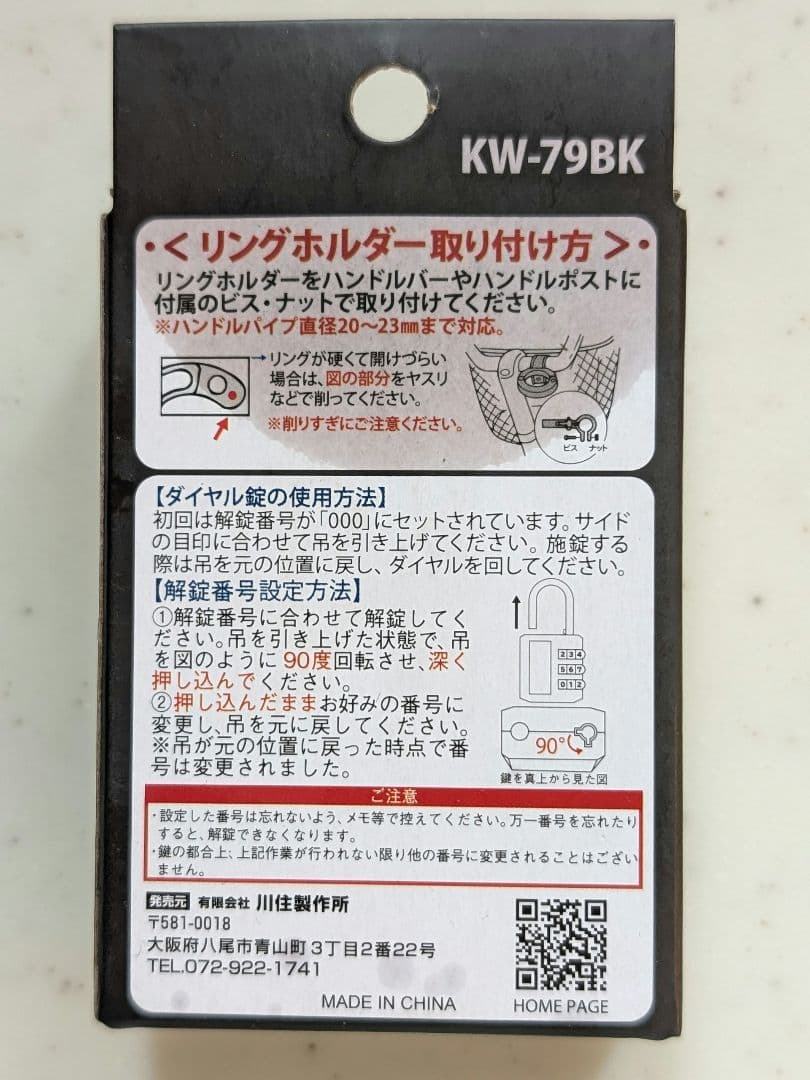 KW-79BK
・＜リングホルダー取り付け方＞・
リングホルダーをハンドルバーやハンドルポストに
付属のビス・ナットで取り付けてください。
※ハンドルパイプ直径20〜23㎜まで対応。
リングが硬くて開けづらい
場合は、図の部分をヤスリ
などで削ってください。
※削りすぎにご注意ください。
ビス ナット
【ダイヤル錠の使用方法】
初回は解錠番号が「000」にセットされています。サイド
の目印に合わせて吊を引き上げてください。施錠する
際は吊を元の位置に戻し、ダイヤルを回してください。
【解錠番号設定方法】
①解錠番号に合わせて解錠してく
ださい。吊を引き上げた状態で、吊
を図のように90度回転させ、深く
押し込んでください。
②押し込んだままお好みの番号に
変更し、吊を元に戻してください。
※吊が元の位置に戻った時点で番
号は変更されました。
234
567
012
90°
鍵を真上から見た図
ご注意
・設定した番号は忘れないよう、メモ等で控えてください。万一番号を忘れたり
すると、解錠できなくなります。
・鍵の都合上、上記作業が行われない限り他の番号に変更されることはござい
ません。
発売元 有限会社 川住製作所
〒581-0018
大阪府八尾市青山町3丁目2番22号
TEL.072-922-1741
MADE IN CHINA
HOME PAGE